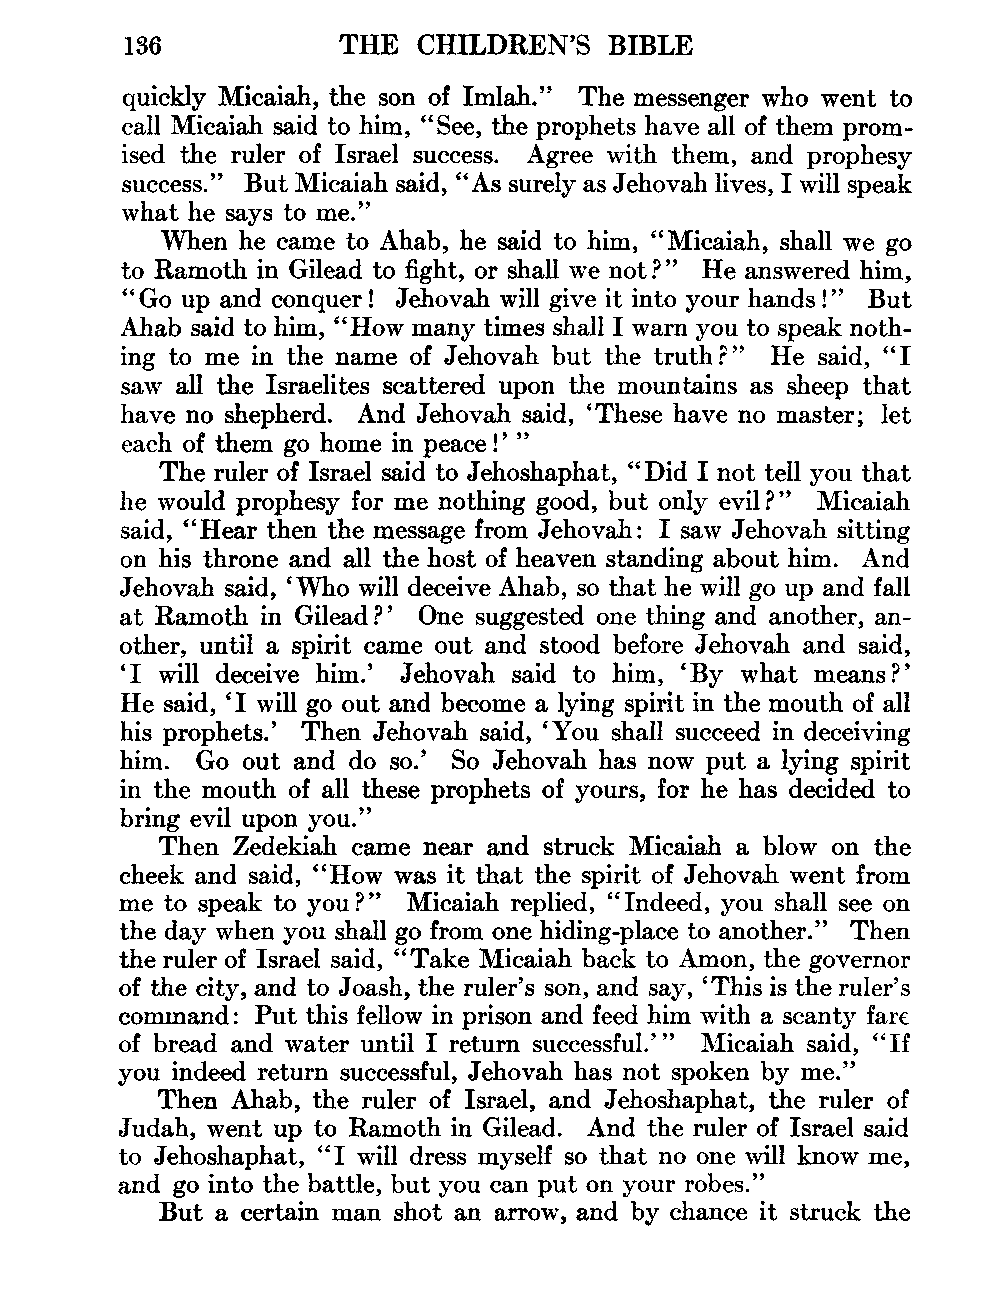 136 THE CHILDREN'S BIBLE
quickly Micaiah, the son of Imlah." The messenger who went to
call Micaiah said to him, "See, the prophets have all of them prom-
ised the ruler of Israel success. Agree with them, and prophesy
success." But Micaiah said, "As surely as Jehovah lives, I will speak
what he says to me."
When he came to Ahab, he said to him, "Micaiah, shall we go
to Ramoth in Gilead to fight, or shall we not?" He answered him,
"Go up and conquer! Jehovah will give it into your hands!" But
Ahab said to him, "How many times shall I warn you to speak noth-
ing to me in the name of Jehovah but the truth?" He said, "I
saw all the Israelites scattered upon the mountains as sheep that
have no shepherd. And Jehovah said, 'These have no master; let
each of them go home in peace!' "
The ruler of Israel said to Jehoshaphat, "Did I not tell you that
he would prophesy for me nothing good, but only evil?" Micaiah
said, "Hear then the message from Jehovah: I saw Jehovah sitting
on his throne and all the host of heaven standing about him. And
Jehovah said, 'Who will deceive Ahab, so that he will go up and fall
at Ramoth in Gilead?' One suggested one thing and another, an-
other, until a spirit came out and stood before Jehovah and said,
'I will deceive him.' Jehovah said to him, 'By what means?'
He said, 'I will go out and become a lying spirit in the mouth of all
his prophets.' Then Jehovah said, 'You shall succeed in deceiving
him. Go out and do so.' So Jehovah has now put a lying spirit
in the mouth of all these prophets of yours, for he has decided to
bring evil upon you."
Then Zedekiah came near and struck Micaiah a blow on the
cheek and said, "How was it that the spirit of Jehovah went from
me to speak to you?" Micaiah replied, "Indeed, you shall see on
the day when you shall go from one hiding-place to another." Then
the ruler of Israel said, "Take Micaiah back to Amon, the governor
of the city, and to Joash, the ruler's son, and say, 'This is the ruler's
command: Put this fellow in prison and feed him with a scanty fare
of bread and water until I return successful.'" Micaiah said, "If
you indeed return successful, Jehovah has not spoken by me."
Then Ahab, the ruler of Israel, and Jehoshaphat, the ruler of
Judah, went up to Ramoth in Gilead. And the ruler of Israel said
to Jehoshaphat, "I will dress myself so that no one will know me,
and go into the battle, but you can put on your robes."
But a certain man shot an arrow, and by chance it struck the